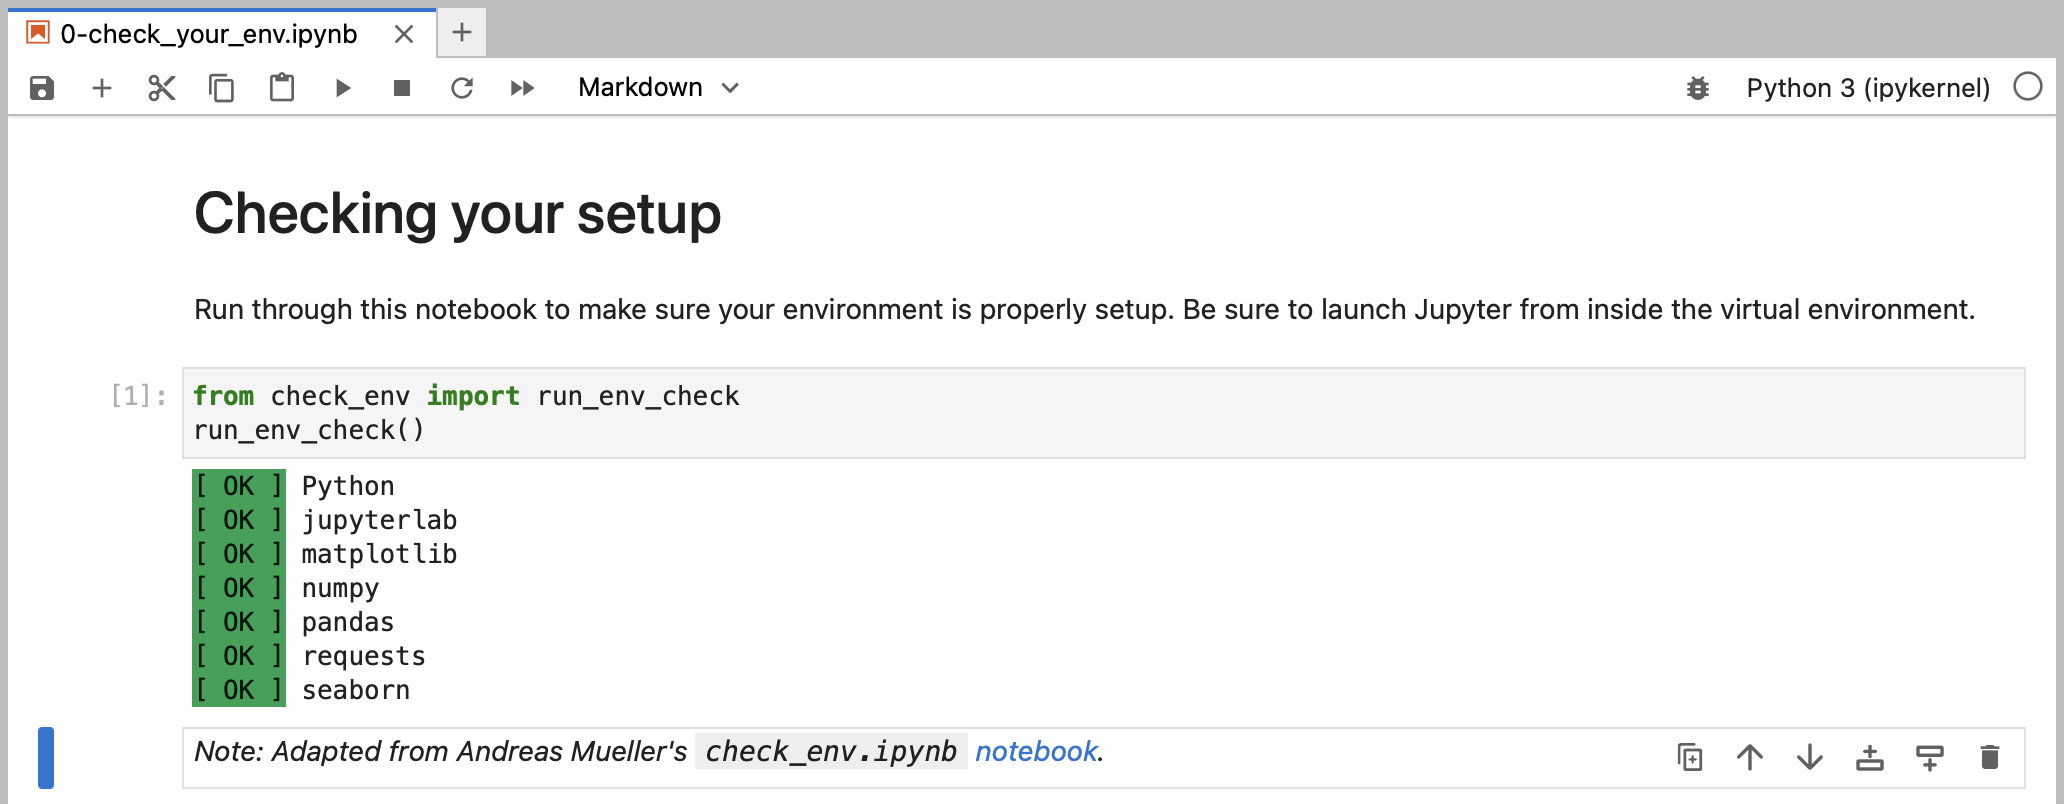 0-check_your_env.ipynb
Markdown
Python 3 (ipykernel)
Checking your setup
Run through this notebook to make sure your environment is properly setup. Be sure to launch Jupyter from inside the virtual environment.
[1]: from check_env import run_env_check
run_env_check()
[ OK ] Python
[ OK ] jupyterlab
[ OK ] matplotlib
[ OK ] numpy
[ OK ] pandas
[ OK ] requests
[ OK ] seaborn
Note: Adapted from Andreas Mueller's check_env.ipynb notebook.